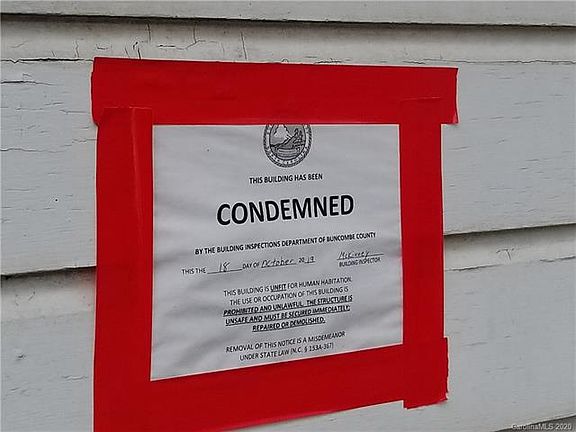 THIS BUILDING HAS BEEN
CONDEMNED
BY THE BUILDING INSPECTIONS DEPARTMENT OF BUNCOMBE COUNTY
THIS THE 18 DAY OF October 2019 McKinney
BUILDING INSPECTOR
THIS BUILDING IS UNFIT FOR HUMAN HABITATION.
THE USE OR OCCUPATION OF THIS BUILDING IS
PROHIBITED AND UNLAWFUL. THE STRUCTURE IS
UNSAFE AND MUST BE SECURED IMMEDIATELY;
REPAIRED OR DEMOLISHED.
REMOVAL OF THIS NOTICE IS A MISDEMEANOR
UNDER STATE LAW (N.C. § 153A-367)
CarolinaMLS 2020